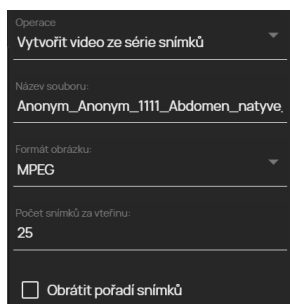 Operace
Vytvořit video ze série snímků
Název souboru:
Anonym_Anonym_1111_Abdomen_natyve_
Formát obrázku:
MPEG
Počet snímků za vteřinu:
25
Obrátit pořadí snímků